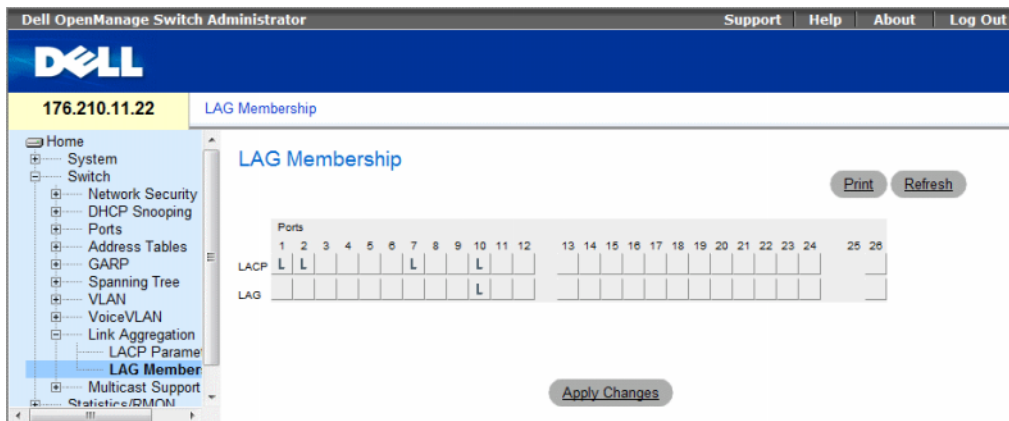 Dell OpenManage Switch Administrator
Support Help About Log Out
DELL
176.210.11.22
LAG Membership
Home
System
Switch
Network Security
DHCP Snooping
Ports
Address Tables
GARP
Spanning Tree
VLAN
VoiceVLAN
Link Aggregation
LACP Parame
LAG Member
Multicast Support
Statistics/RMON
LAG Membership
Print Refresh
Ports
1 2 3 4 5 6 7 8 9 10 11 12 13 14 15 16 17 18 19 20 21 22 23 24 25 26
LACP L L L L
LAG L
Apply Changes